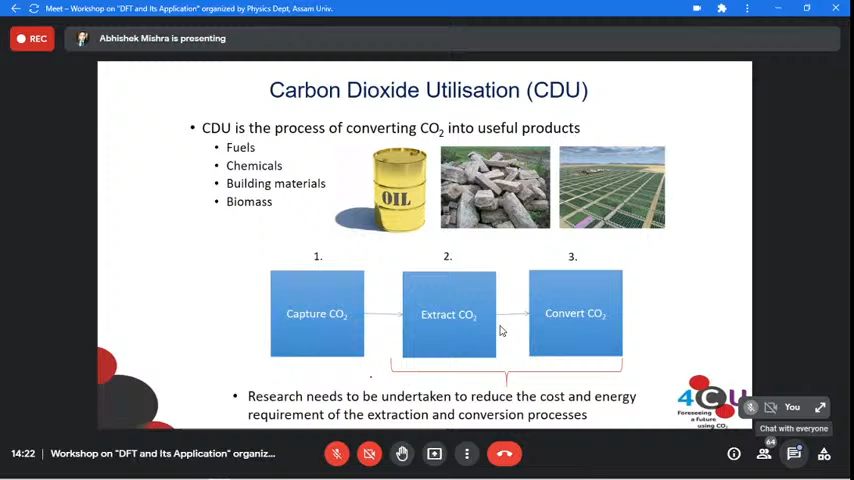 Meet – Workshop on "DFT and Its Application" organized by Physics Dept, Assam Univ.
REC
Abhishek Mishra is presenting
Carbon Dioxide Utilisation (CDU)
• CDU is the process of converting CO₂ into useful products
• Fuels
• Chemicals
• Building materials
• Biomass
OIL
1. 2. 3.
Capture CO₂ Extract CO₂ Convert CO₂
• Research needs to be undertaken to reduce the cost and energy
requirement of the extraction and conversion processes
4CU
Foreseeing
a Future
using CO₂
You
Chat with everyone
14:22 Workshop on "DFT and Its Application" organiz...
64